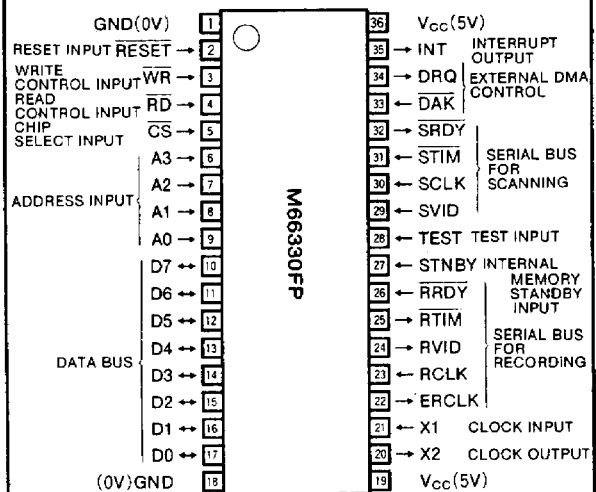 GND(0V) 1
RESET INPUT RESET → 2
WRITE
CONTROL INPUT WR → 3
READ
CONTROL INPUT RD → 4
CHIP
SELECT INPUT CS → 5
A3 → 6
A2 → 7
ADDRESS INPUT
A1 → 8
A0 → 9
D7 ↔ 10
D6 ↔ 11
D5 ↔ 12
D4 ↔ 13
DATA BUS
D3 ↔ 14
D2 ↔ 15
D1 ↔ 16
D0 ↔ 17
(0V)GND 18
M66330FP
36 VCC(5V)
35 → INT INTERRUPT
OUTPUT
34 → DRQ EXTERNAL DMA
33 ← DAK CONTROL
32 → SRDY
31 ← STIM SERIAL BUS
FOR
30 ← SCLK SCANNING
29 ← SVID
28 ← TEST TEST INPUT
27 ← STNBY INTERNAL
MEMORY
STANDBY
INPUT
26 ← RRDY
25 → RTIM
24 → RVID SERIAL BUS
FOR
RECORDING
23 ← RCLK
22 → ERCLK
21 ← X1 CLOCK INPUT
20 → X2 CLOCK OUTPUT
19 VCC(5V)